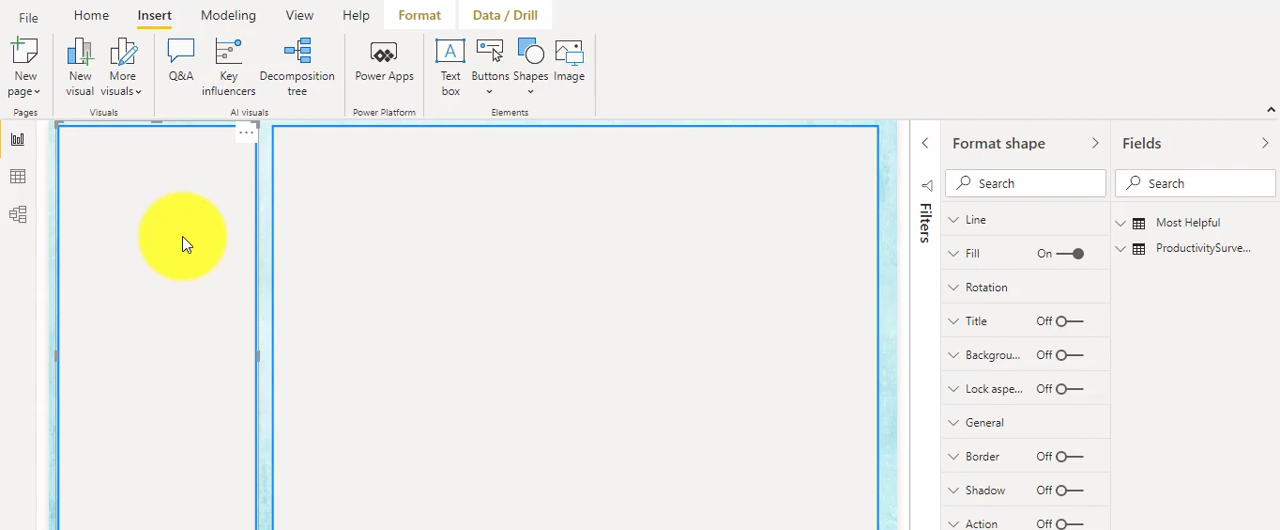 File Home Insert Modeling View Help Format Data / Drill
New page
New visual
More visuals
Q&A
Key influencers
Decomposition tree
Power Apps
Text box
Buttons
Shapes
Image
Pages Visuals AI visuals Power Platform Elements
Filters
Format shape
Search
Line
Fill On
Rotation
Title Off
Backgrou... Off
Lock aspe... Off
General
Border Off
Shadow Off
Action Off
Fields
Search
Most Helpful
ProductivitySurve...